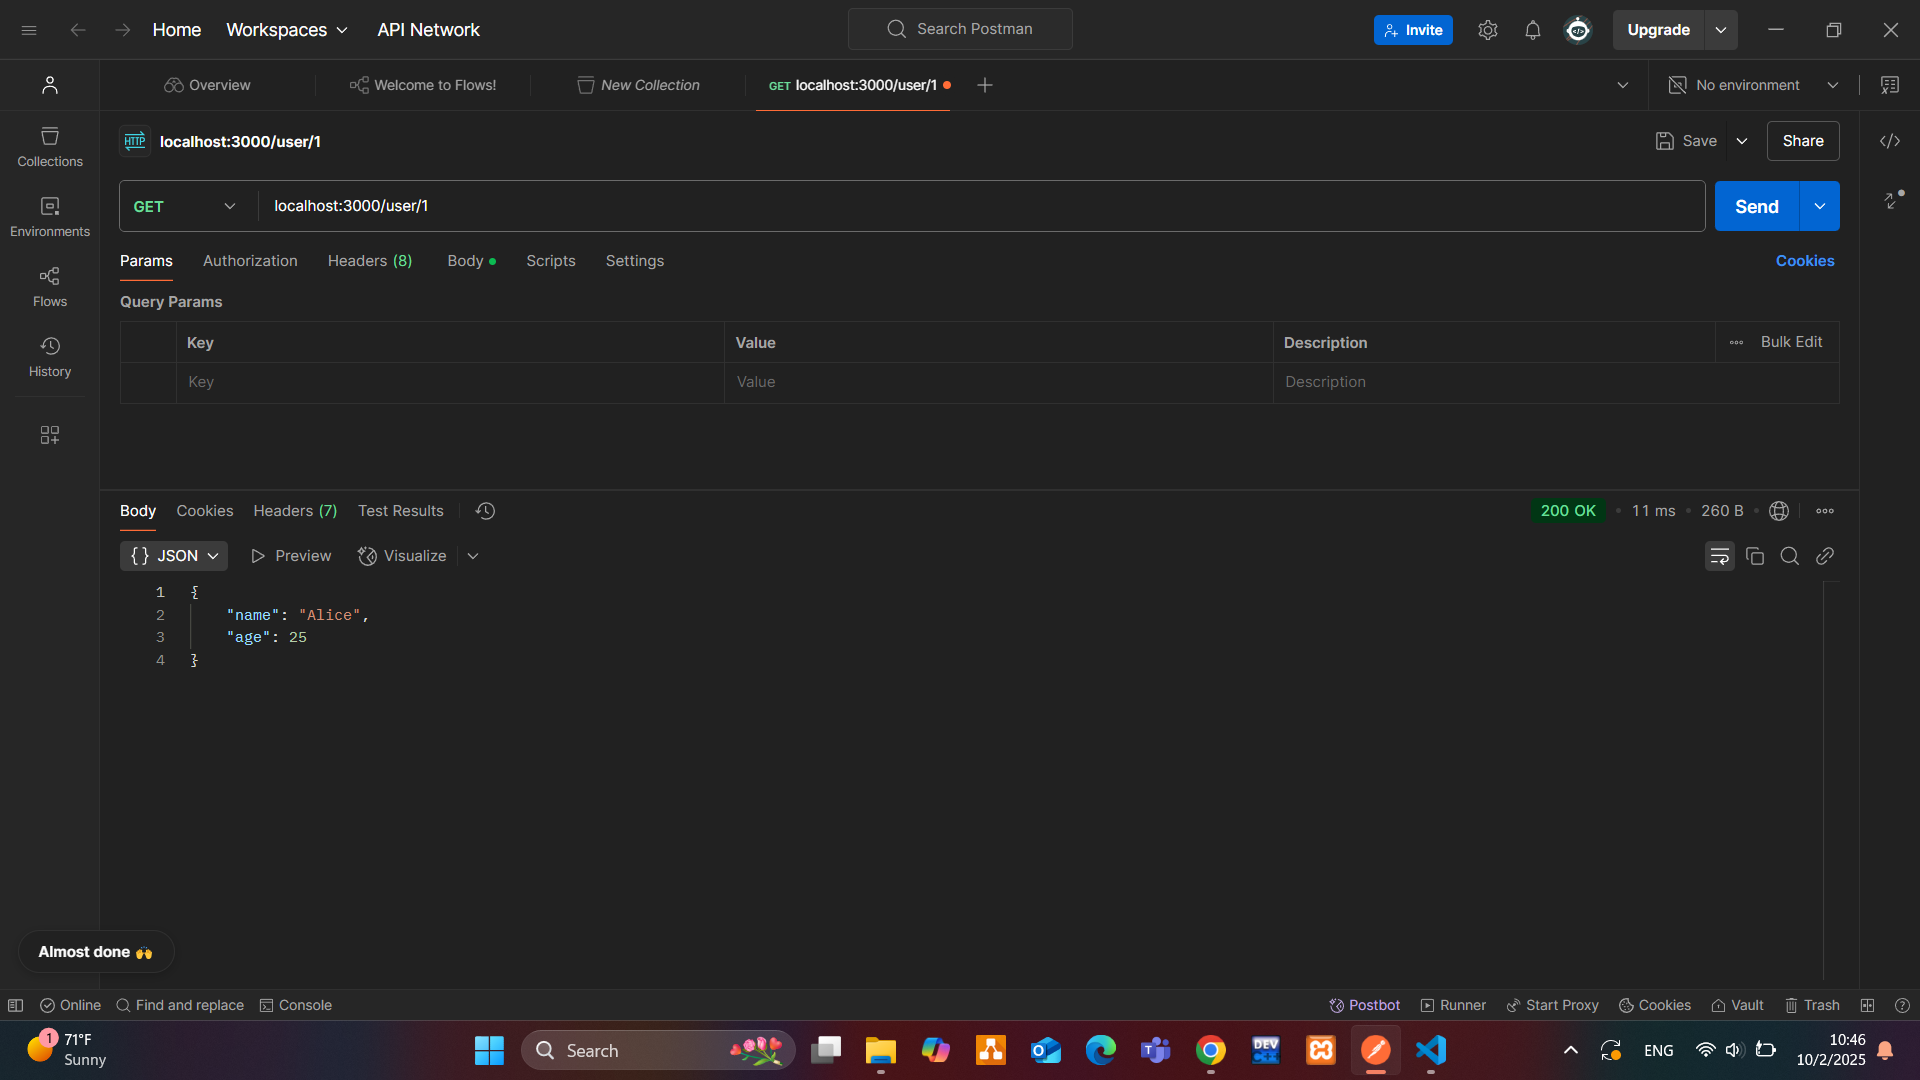 Home Workspaces API Network Search Postman Invite Upgrade
Overview Welcome to Flows! New Collection GET localhost:3000/user/1 No environment
HTTP localhost:3000/user/1 Save Share
Collections
Environments
Flows
History
GET localhost:3000/user/1 Send
Params Authorization Headers (8) Body Scripts Settings Cookies
Query Params
Key Value Description Bulk Edit
Key Value Description
Body Cookies Headers (7) Test Results 200 OK • 11 ms • 260 B
{} JSON Preview Visualize
1 {
2 "name": "Alice",
3 "age": 25
4 }
Almost done 🙌
Online Find and replace Console Postbot Runner Start Proxy Cookies Vault Trash
1 71°F
Sunny
Search
DEV
C++
ENG
10:46
10/2/2025